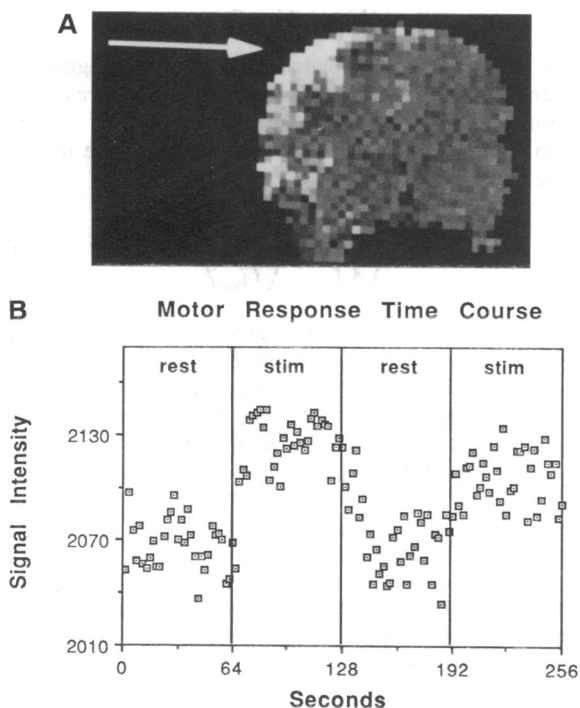 A
B
Motor Response Time Course
rest stim rest stim
2130
2070
2010
Signal Intensity
0 64 128 192 256
Seconds